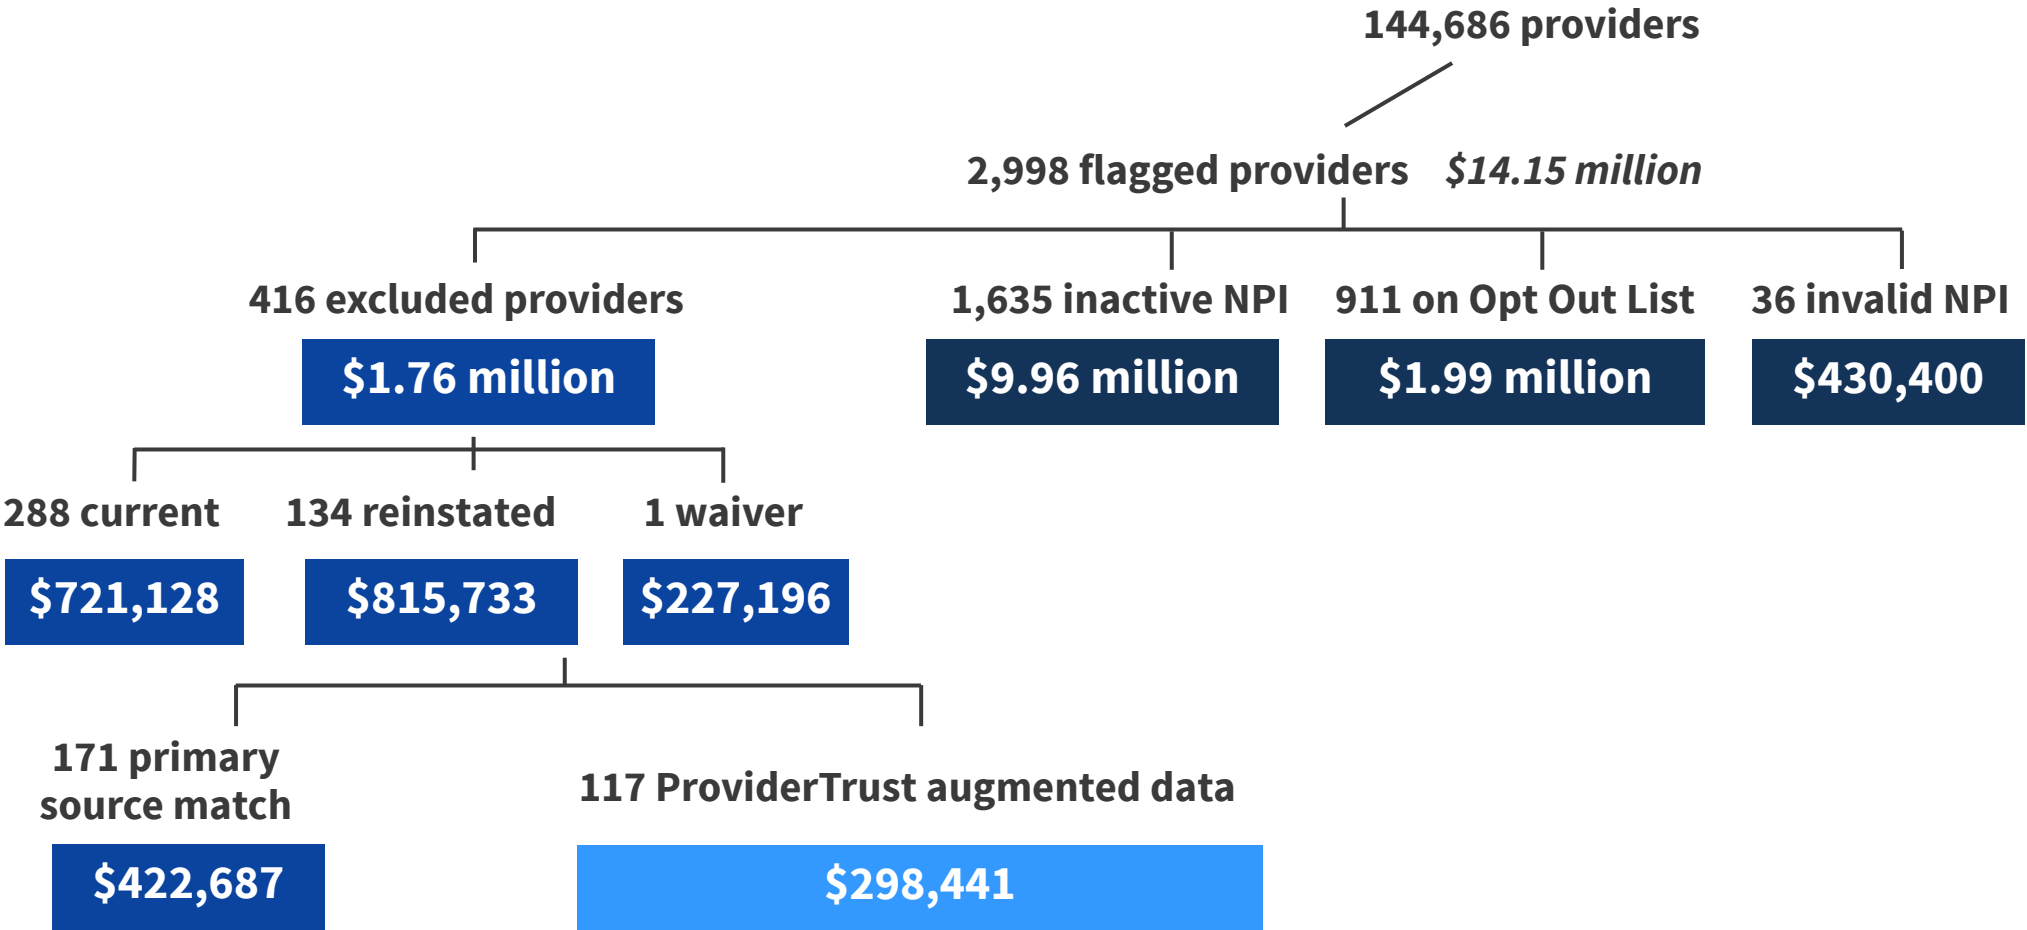 144,686 providers
2,998 flagged providers $14.15 million
416 excluded providers
$1.76 million
1,635 inactive NPI
$9.96 million
911 on Opt Out List
$1.99 million
36 invalid NPI
$430,400
288 current
$721,128
134 reinstated
$815,733
1 waiver
$227,196
171 primary
source match
$422,687
117 ProviderTrust augmented data
$298,441